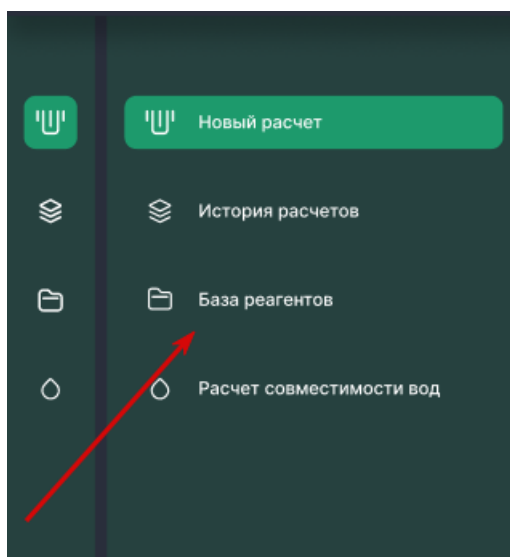 Новый расчет
История расчетов
База реагентов
Расчет совместимости вод